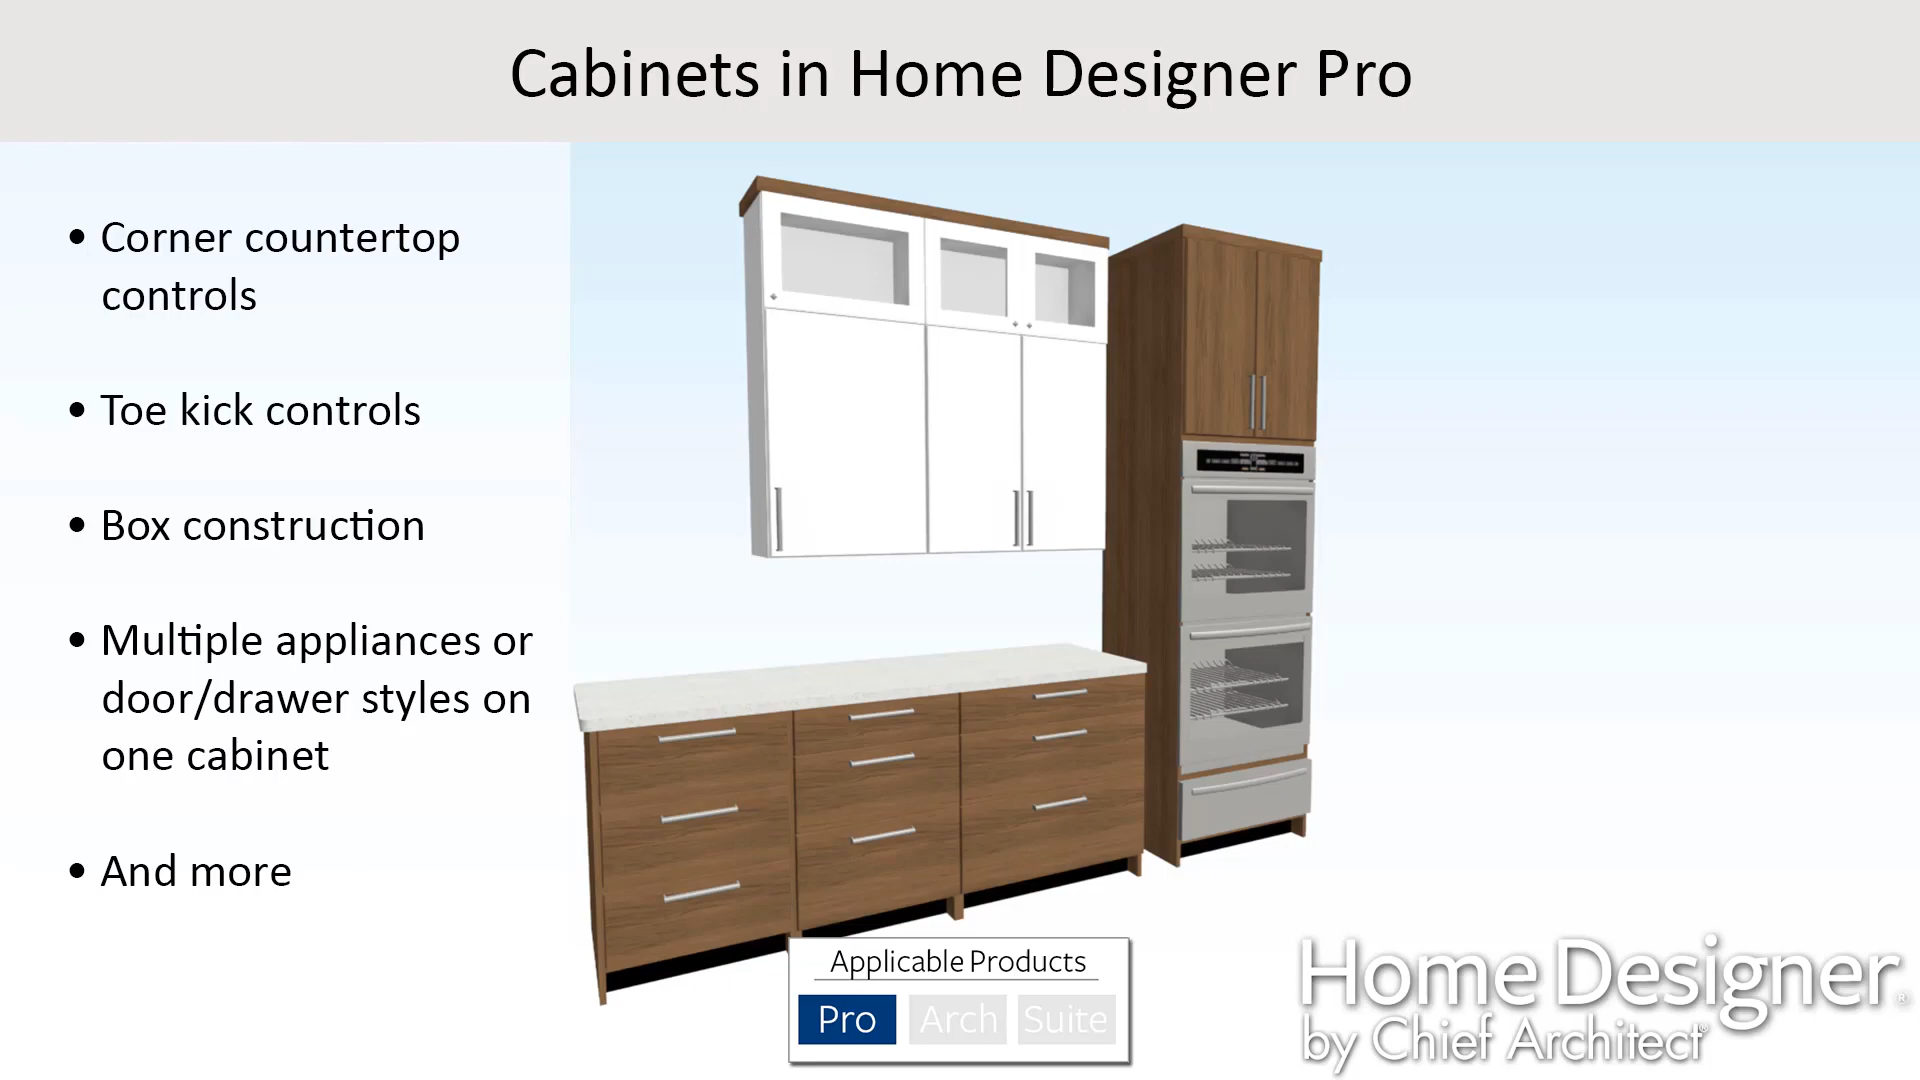 Cabinets in Home Designer Pro
• Corner countertop
controls
• Toe kick controls
• Box construction
• Multiple appliances or
door/drawer styles on
one cabinet
• And more
Applicable Products
Pro Arch Suite
Home Designer®
by Chief Architect®